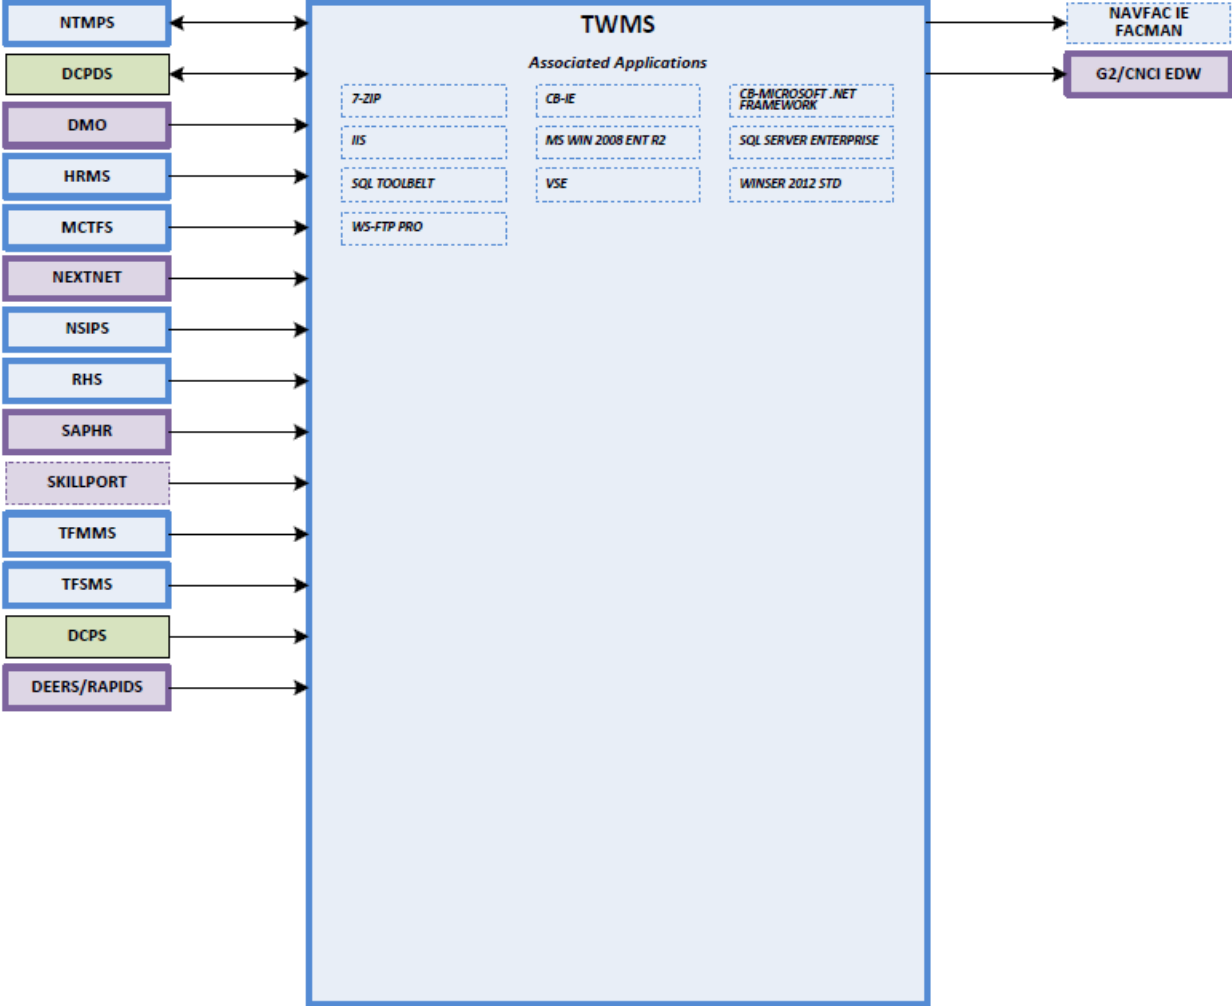 NTMPS
DCPDS
DMO
HRMS
MCTFS
NEXTNET
NSIPS
RHS
SAPHR
SKILLPORT
TFMMS
TFSMS
DCPS
DEERS/RAPIDS
TWMS
Associated Applications
7-ZIP
CB-IE
CB-MICROSOFT .NET
FRAMEWORK
IIS
MS WIN 2008 ENT R2
SQL SERVER ENTERPRISE
SQL TOOLBELT
VSE
WINSER 2012 STD
WS-FTP PRO
NAVFAC IE
FACMAN
G2/CNCI EDW